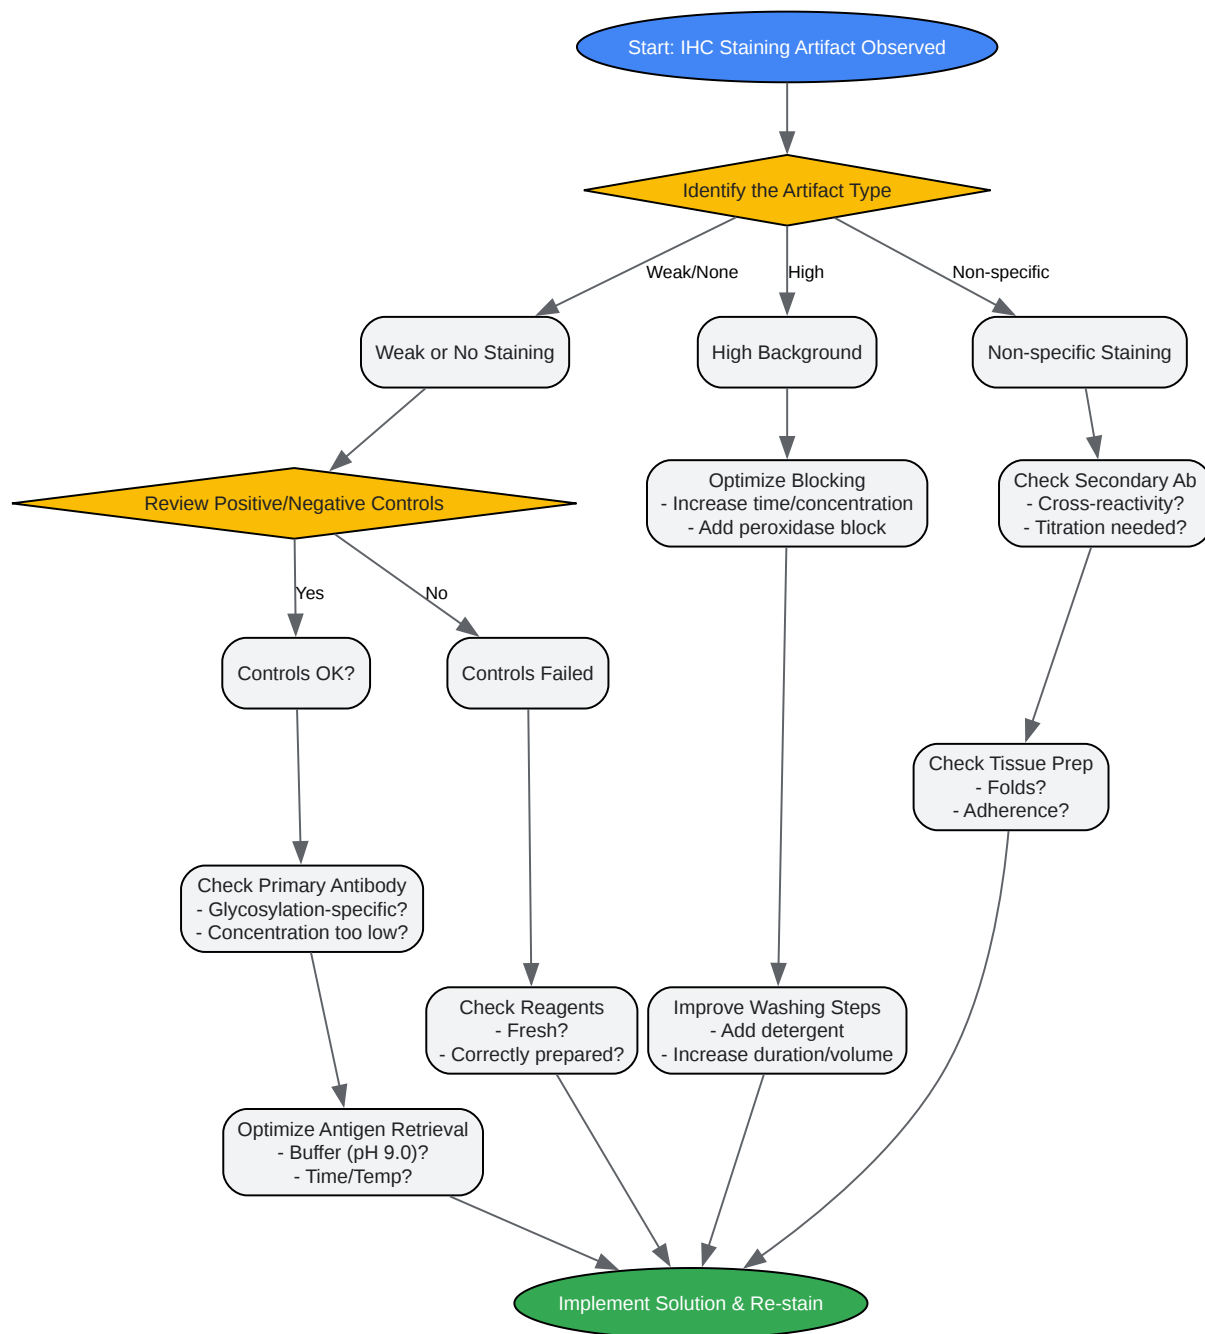 Start: IHC Staining Artifact Observed
Identify the Artifact Type
Weak/None
High
Non-specific
Weak or No Staining
High Background
Non-specific Staining
Review Positive/Negative Controls
Optimize Blocking
- Increase time/concentration
- Add peroxidase block
Check Secondary Ab
- Cross-reactivity?
- Titration needed?
Yes
No
Controls OK?
Controls Failed
Check Tissue Prep
- Folds?
- Adherence?
Check Primary Antibody
- Glycosylation-specific?
- Concentration too low?
Check Reagents
- Fresh?
- Correctly prepared?
Improve Washing Steps
- Add detergent
- Increase duration/volume
Optimize Antigen Retrieval
- Buffer (pH 9.0)?
- Time/Temp?
Implement Solution & Re-stain